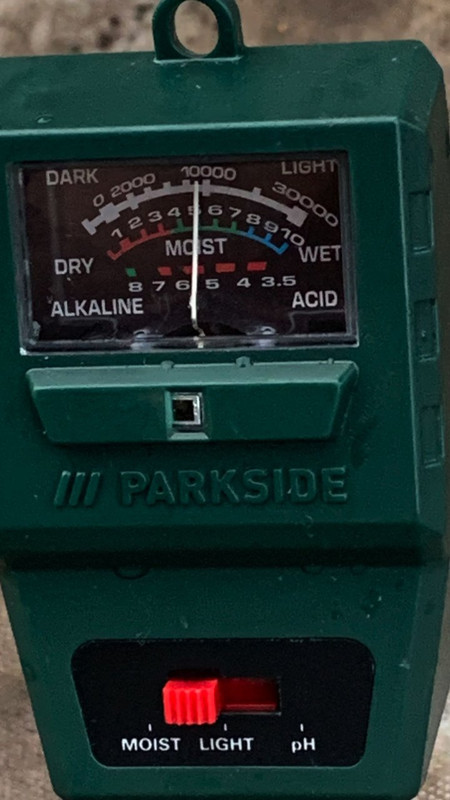 DARK LIGHT
0 2000 10000 30000
1 2 3 4 5 6 7 8 9 10
MOIST
DRY WET
8 7 6 5 4 3.5
ALKALINE ACID
/// PARKSIDE
MOIST LIGHT pH